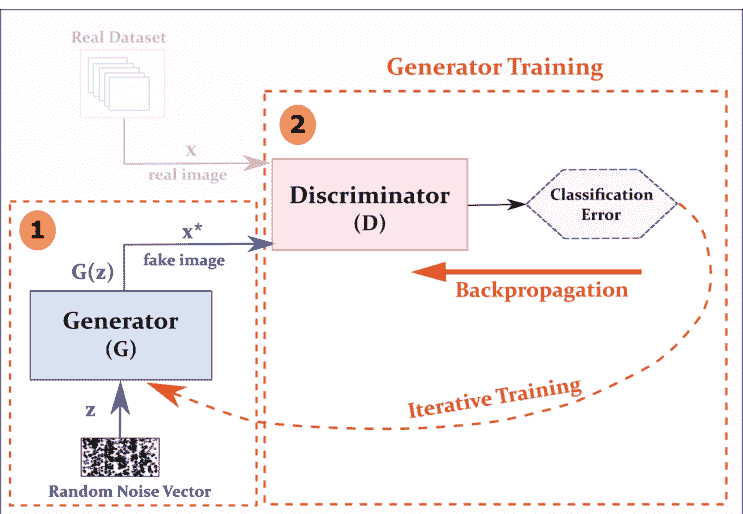 Real Dataset
Generator Training
2
x
real image
Discriminator
(D)
Classification
Error
1
x*
fake image
G(z)
Backpropagation
Generator
(G)
Iterative Training
z
Random Noise Vector